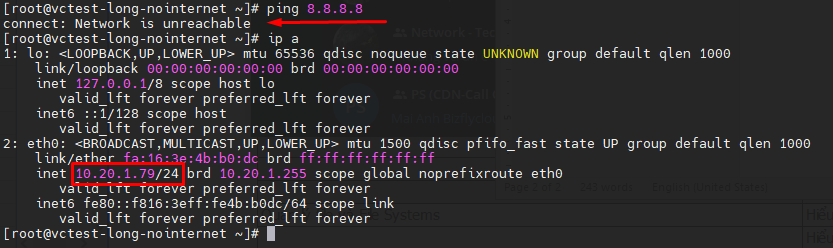 [root@vctest-long-nointernet ~]# ping 8.8.8.8
connect: Network is unreachable
[root@vctest-long-nointernet ~]# ip a
1: lo: <LOOPBACK,UP,LOWER_UP> mtu 65536 qdisc noqueue state UNKNOWN group default qlen 1000
    link/loopback 00:00:00:00:00:00 brd 00:00:00:00:00:00
    inet 127.0.0.1/8 scope host lo
       valid_lft forever preferred_lft forever
    inet6 ::1/128 scope host
       valid_lft forever preferred_lft forever
2: eth0: <BROADCAST,MULTICAST,UP,LOWER_UP> mtu 1500 qdisc pfifo_fast state UP group default qlen 1000
    link/ether fa:16:3e:4b:b0:dc brd ff:ff:ff:ff:ff:ff
    inet 10.20.1.79/24 brd 10.20.1.255 scope global noprefixroute eth0
       valid_lft forever preferred_lft forever
    inet6 fe80::f816:3eff:fe4b:b0dc/64 scope link
       valid_lft forever preferred_lft forever
[root@vctest-long-nointernet ~]#